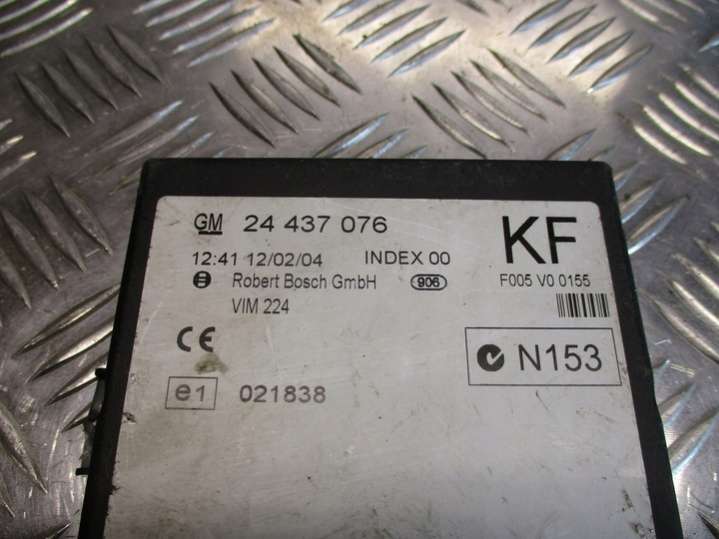 GM 24 437 076
KF
12:41 12/02/04 INDEX 00
F005 V0 0155
Robert Bosch GmbH 906
VIM 224
CE
N153
e1 021838